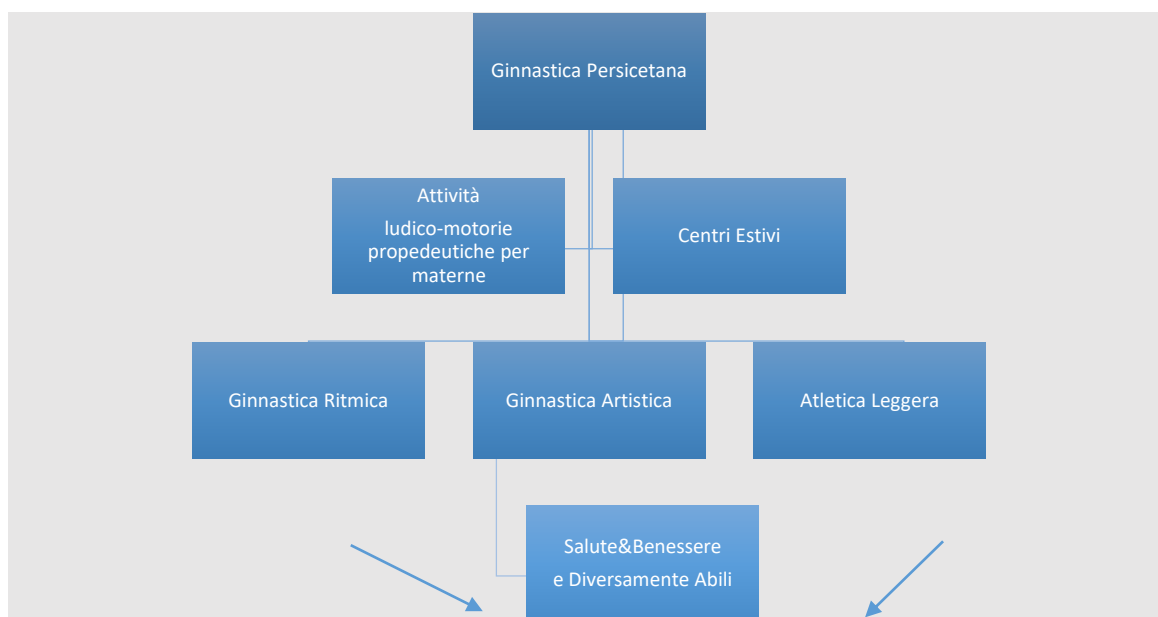 Ginnastica Persicetana
Attività
ludico-motorie
propedeutiche per
materne
Centri Estivi
Ginnastica Ritmica
Ginnastica Artistica
Atletica Leggera
Salute&Benessere
e Diversamente Abili